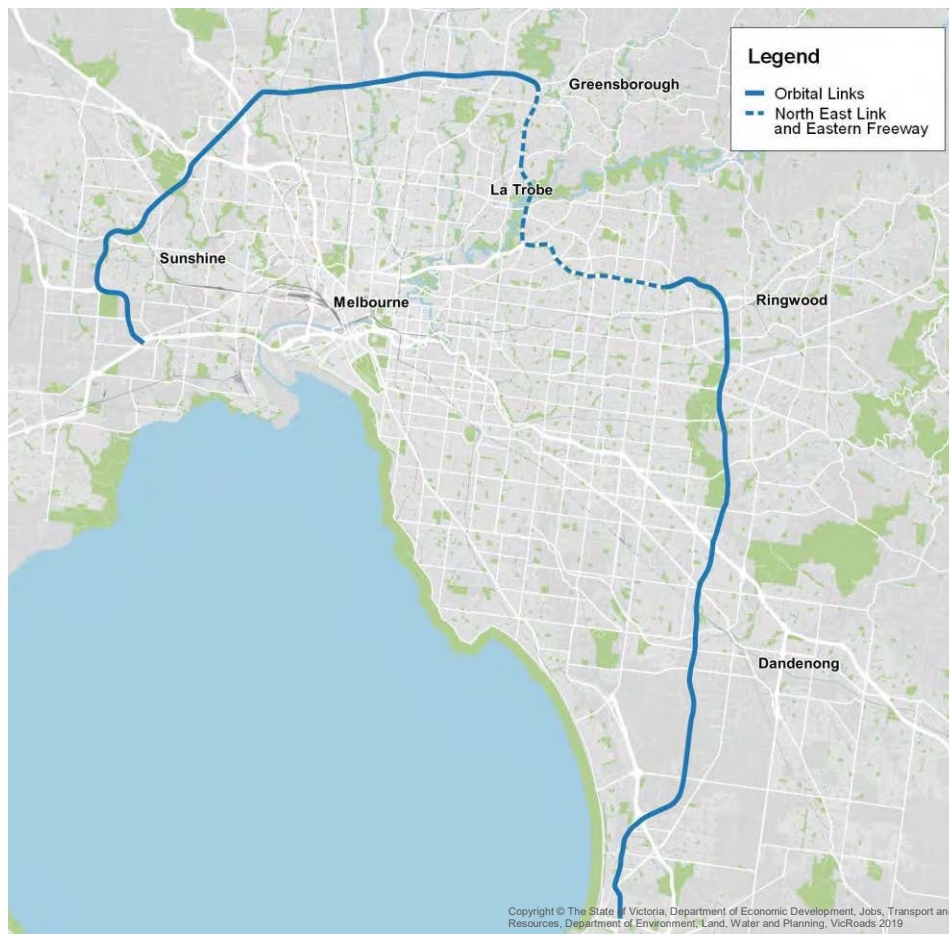 Legend
Orbital Links
North East Link
and Eastern Freeway
Greensborough
La Trobe
Sunshine
Melbourne
Ringwood
Dandenong
Copyright © The State of Victoria, Department of Economic Development, Jobs, Transport an
Resources, Department of Environment, Land, Water and Planning, VicRoads 2019